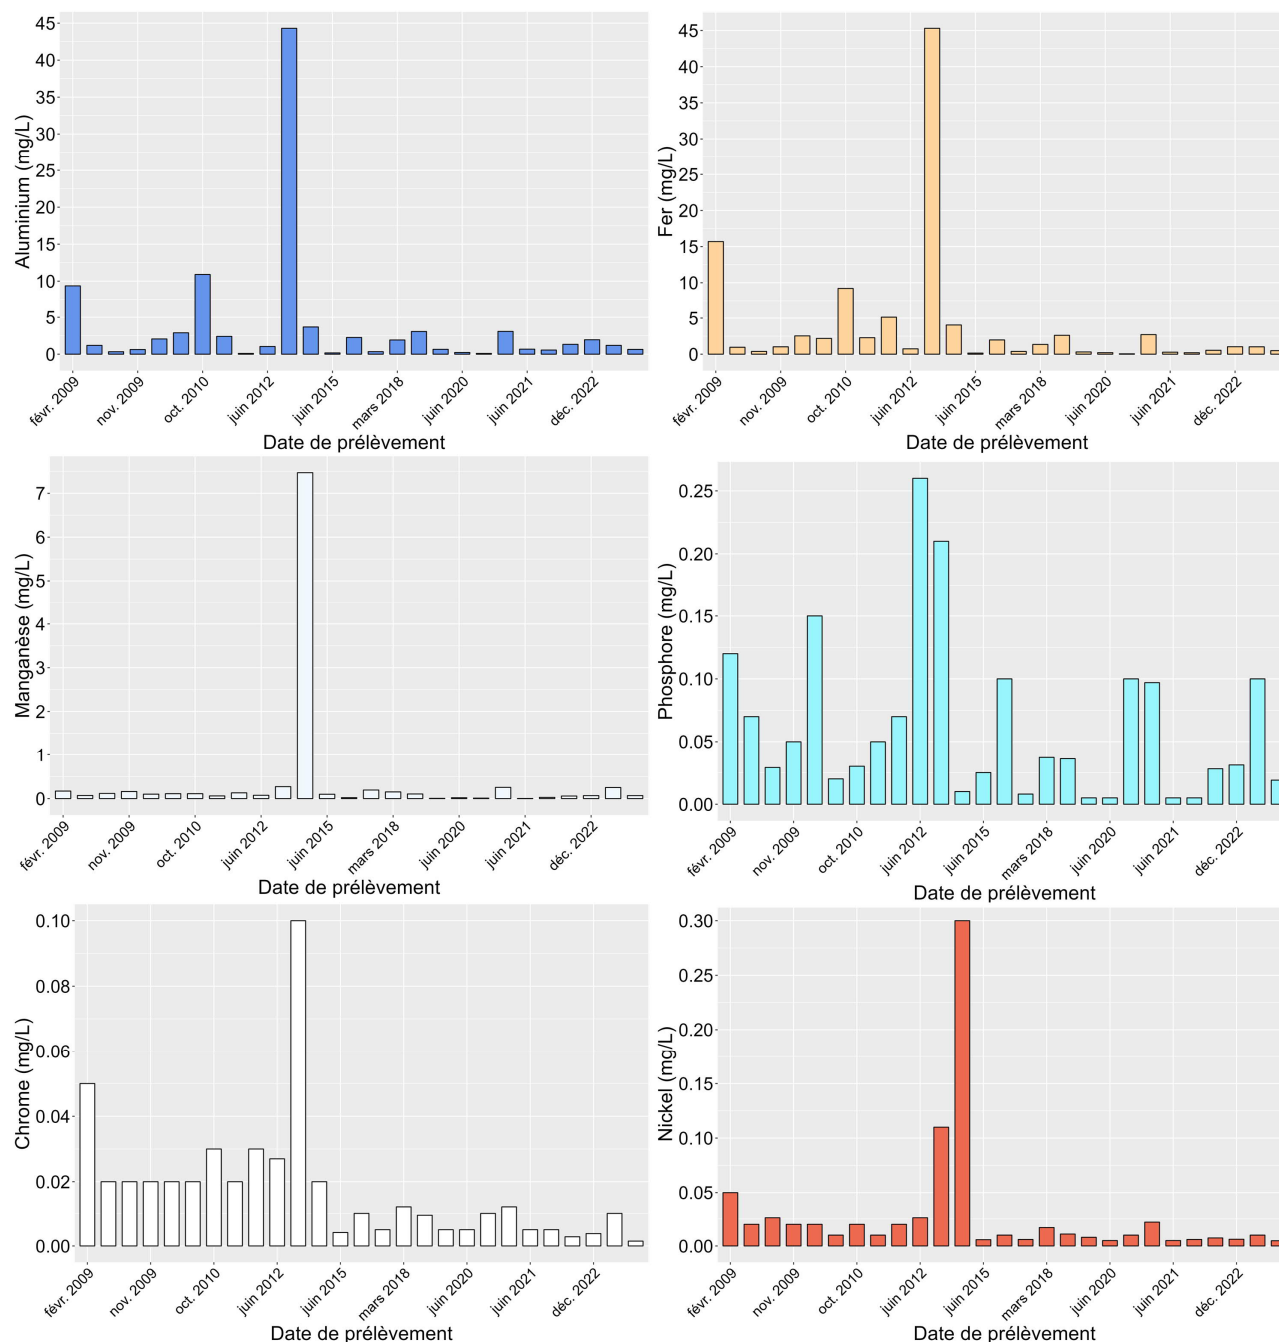 Aluminium (mg/L)
45
40
35
30
25
20
15
10
5
0
févr. 2009
nov. 2009
oct. 2010
juin 2012
juin 2015
mars 2018
juin 2020
juin 2021
déc. 2022
Date de prélèvement
Fer (mg/L)
45
40
35
30
25
20
15
10
5
0
févr. 2009
nov. 2009
oct. 2010
juin 2012
juin 2015
mars 2018
juin 2020
juin 2021
déc. 2022
Date de prélèvement
Manganèse (mg/L)
7
6
5
4
3
2
1
0
févr. 2009
nov. 2009
oct. 2010
juin 2012
juin 2015
mars 2018
juin 2020
juin 2021
déc. 2022
Date de prélèvement
Phosphore (mg/L)
0.25
0.20
0.15
0.10
0.05
0.00
févr. 2009
nov. 2009
oct. 2010
juin 2012
juin 2015
mars 2018
juin 2020
juin 2021
déc. 2022
Date de prélèvement
Chrome (mg/L)
0.10
0.08
0.06
0.04
0.02
0.00
févr. 2009
nov. 2009
oct. 2010
juin 2012
juin 2015
mars 2018
juin 2020
juin 2021
déc. 2022
Date de prélèvement
Nickel (mg/L)
0.30
0.25
0.20
0.15
0.10
0.05
0.00
févr. 2009
nov. 2009
oct. 2010
juin 2012
juin 2015
mars 2018
juin 2020
juin 2021
déc. 2022
Date de prélèvement